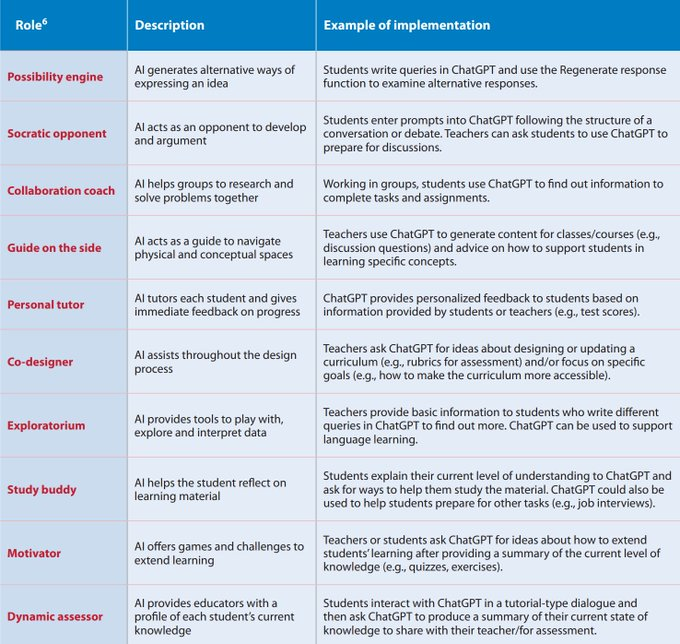 Role6 Description Example of implementation
Possibility engine
AI generates alternative ways of
expressing an idea
Students write queries in ChatGPT and use the Regenerate response
function to examine alternative responses.
Socratic opponent
AI acts as an opponent to develop
and argument
Students enter prompts into ChatGPT following the structure of a
conversation or debate. Teachers can ask students to use ChatGPT to
prepare for discussions.
Collaboration coach
AI helps groups to research and
solve problems together
Working in groups, students use ChatGPT to find out information to
complete tasks and assignments.
Guide on the side
AI acts as a guide to navigate
physical and conceptual spaces
Teachers use ChatGPT to generate content for classes/courses (e.g.,
discussion questions) and advice on how to support students in
learning specific concepts.
Personal tutor
AI tutors each student and gives
immediate feedback on progress
ChatGPT provides personalized feedback to students based on
information provided by students or teachers (e.g., test scores).
Co-designer
AI assists throughout the design
process
Teachers ask ChatGPT for ideas about designing or updating a
curriculum (e.g., rubrics for assessment) and/or focus on specific
goals (e.g., how to make the curriculum more accessible).
Exploratorium
AI provides tools to play with,
explore and interpret data
Teachers provide basic information to students who write different
queries in ChatGPT to find out more. ChatGPT can be used to support
language learning.
Study buddy
AI helps the student reflect on
learning material
Students explain their current level of understanding to ChatGPT and
ask for ways to help them study the material. ChatGPT could also be
used to help students prepare for other tasks (e.g., job interviews).
Motivator
AI offers games and challenges to
extend learning
Teachers or students ask ChatGPT for ideas about how to extend
students' learning after providing a summary of the current level of
knowledge (e.g., quizzes, exercises).
Dynamic assessor
AI provides educators with a
profile of each student's current
knowledge
Students interact with ChatGPT in a tutorial-type dialogue and
then ask ChatGPT to produce a summary of their current state of
knowledge to share with their teacher/for assessment.